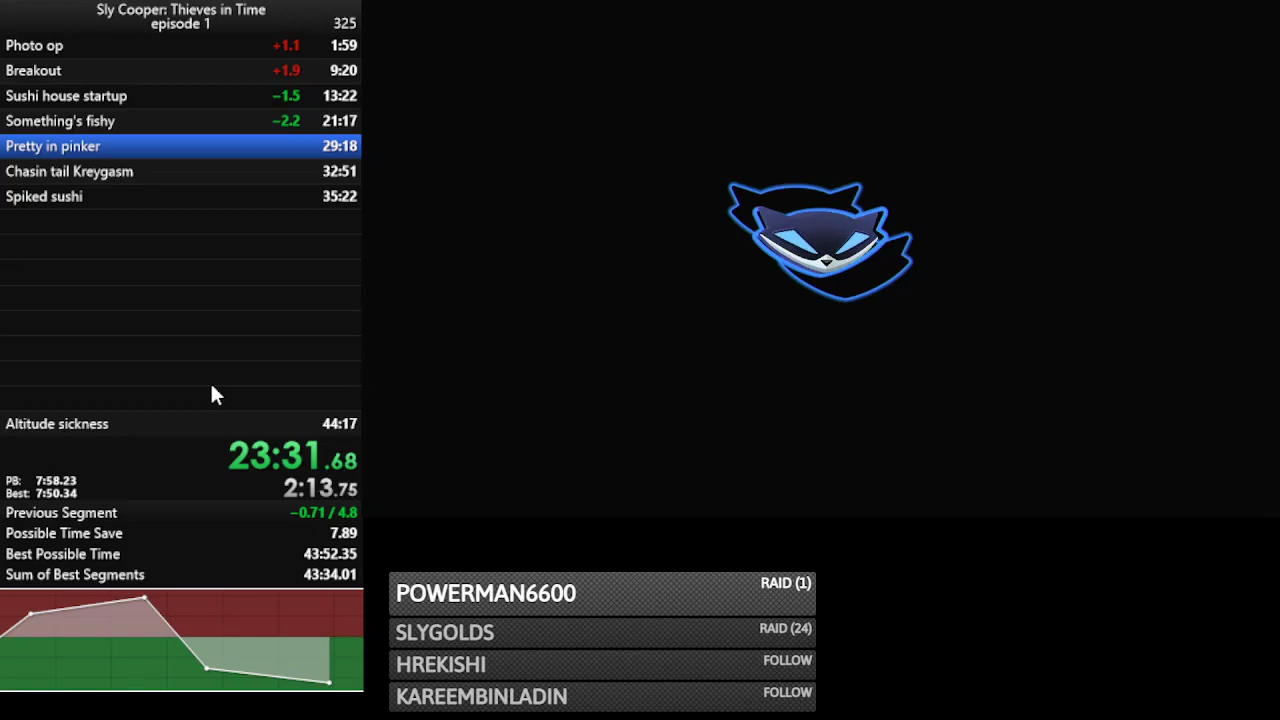 Sly Cooper: Thieves in Time
episode 1 325
Photo op +1.1 1:59
Breakout +1.9 9:20
Sushi house startup −1.5 13:22
Something's fishy −2.2 21:17
Pretty in pinker 29:18
Chasin tail Kreygasm 32:51
Spiked sushi 35:22
Altitude sickness 44:17
23:31.68
PB: 7:58.23
Best: 7:50.34 2:13.75
Previous Segment −0.71 / 4.8
Possible Time Save 7.89
Best Possible Time 43:52.35
Sum of Best Segments 43:34.01
POWERMAN6600 RAID (1)
SLYGOLDS RAID (24)
HREKISHI FOLLOW
KAREEMBINLADIN FOLLOW